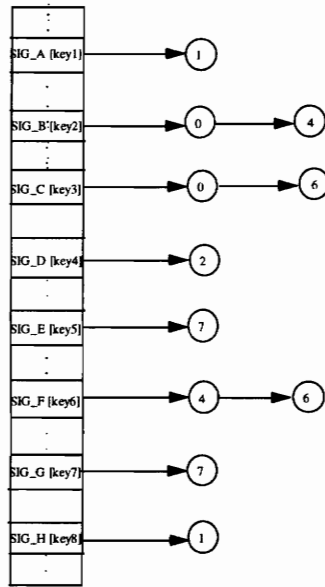 SIG_A [key1] 1
SIG_B [key2] 0 4
SIG_C [key3] 0 6
SIG_D [key4] 2
SIG_E [key5] 7
SIG_F [key6] 4 6
SIG_G [key7] 7
SIG_H [key8] 1